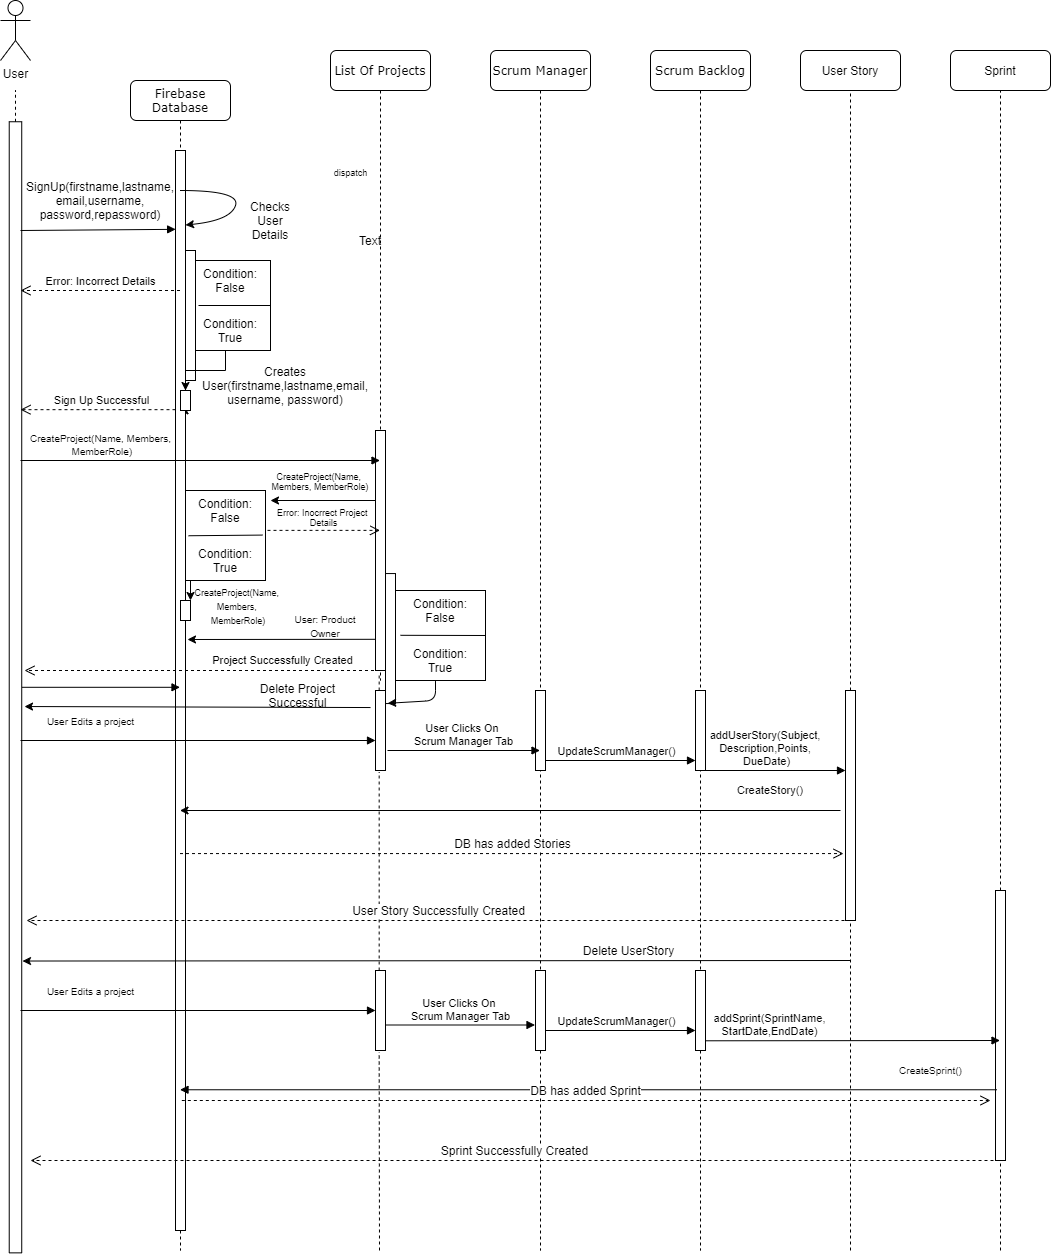 User
Firebase
Database
List Of Projects
Scrum Manager
Scrum Backlog
User Story
Sprint
dispatch
SignUp(firstname,lastname,
email,username,
password,repassword)
Checks
User
Details
Text
Error: Incorrect Details
Condition:
False
Condition:
True
Creates
User(firstname,lastname,email,
username, password)
Sign Up Successful
CreateProject(Name, Members,
MemberRole)
CreateProject(Name,
Members, MemberRole)
Condition:
False
Error: Inocrrect Project
Details
Condition:
True
CreateProject(Name,
Members,
MemberRole)
Condition:
False
User: Product
Owner
Condition:
True
Project Successfully Created
Delete Project
Successful
User Edits a project
User Clicks On
Scrum Manager Tab
UpdateScrumManager()
addUserStory(Subject,
Description,Points,
DueDate)
CreateStory()
DB has added Stories
User Story Successfully Created
Delete UserStory
User Edits a project
User Clicks On
Scrum Manager Tab
UpdateScrumManager()
addSprint(SprintName,
StartDate,EndDate)
CreateSprint()
DB has added Sprint
Sprint Successfully Created